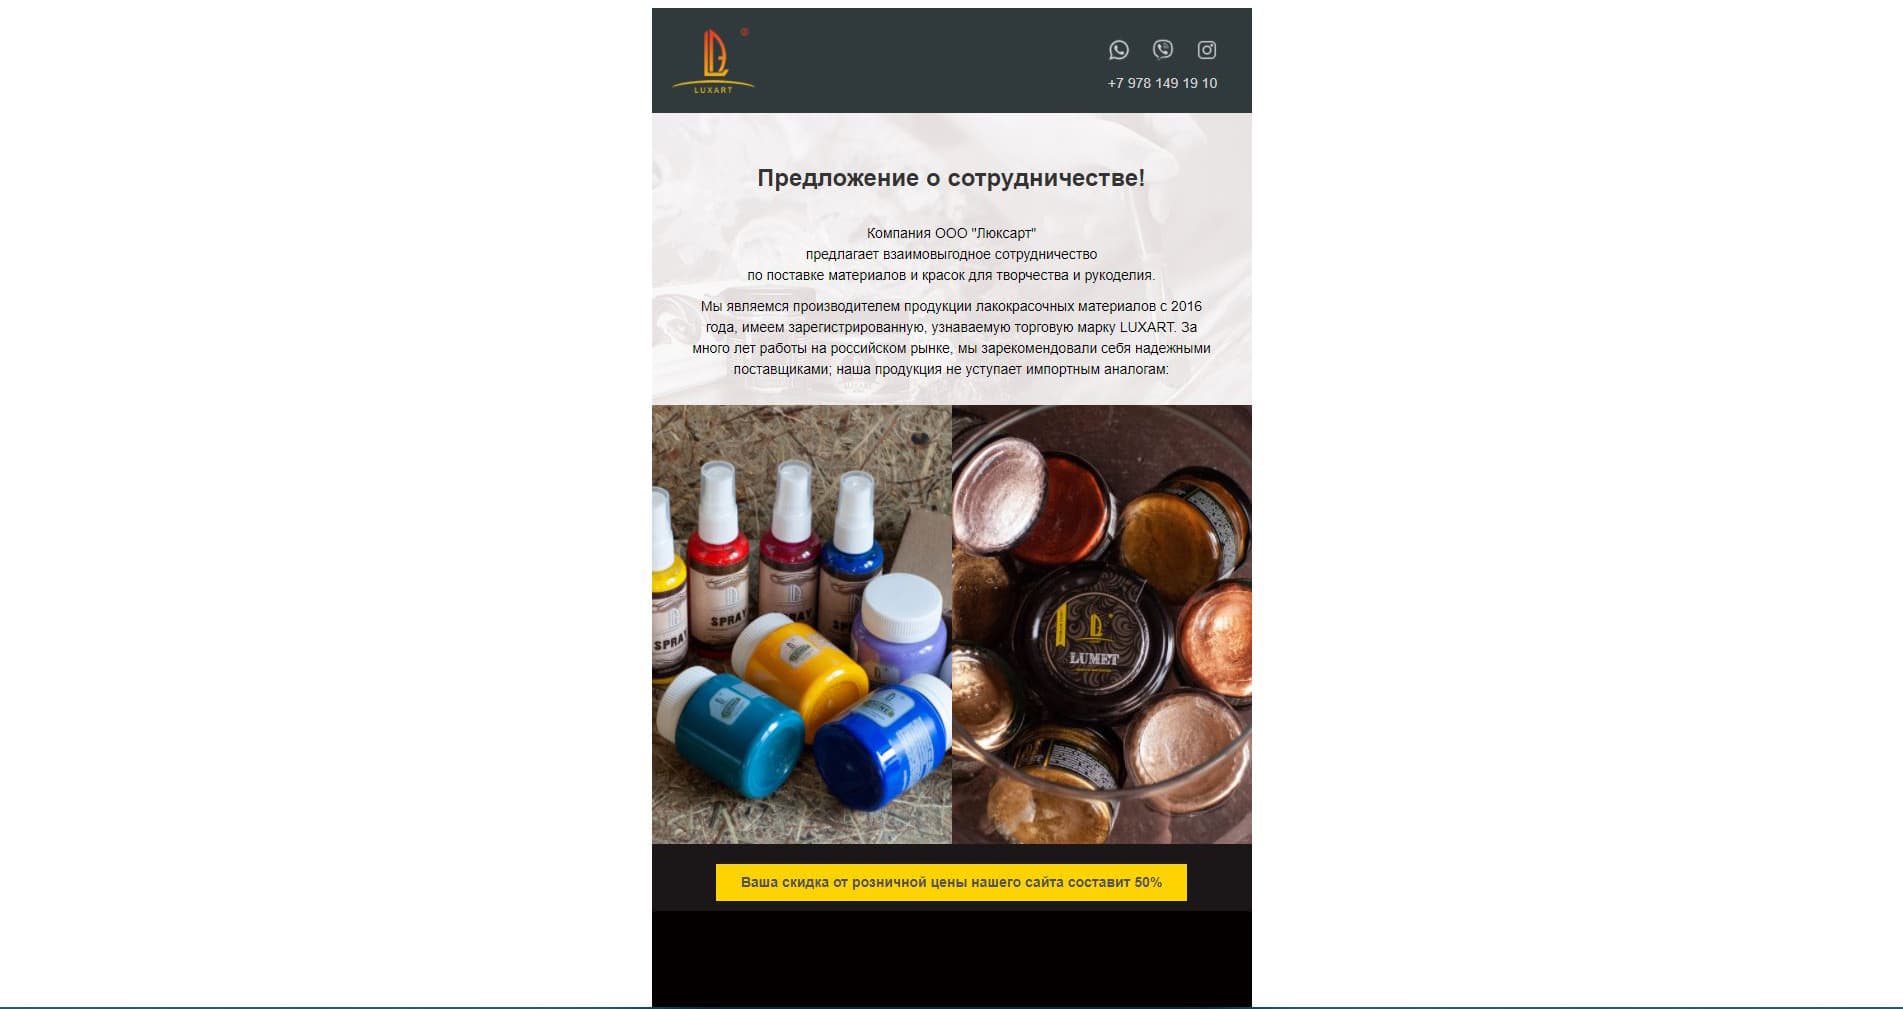 LUXART
+7 978 149 19 10
Предложение о сотрудничестве!
Компания ООО "Люксарт"
предлагает взаимовыгодное сотрудничество
по поставке материалов и красок для творчества и рукоделия.
Мы являемся производителем продукции лакокрасочных материалов с 2016
года, имеем зарегистрированную, узнаваемую торговую марку LUXART. За
много лет работы на российском рынке, мы зарекомендовали себя надежными
поставщиками; наша продукция не уступает импортным аналогам:
SPRAY
SPRAY
SPRAY
SPRAY
LUMET
Ваша скидка от розничной цены нашего сайта составит 50%